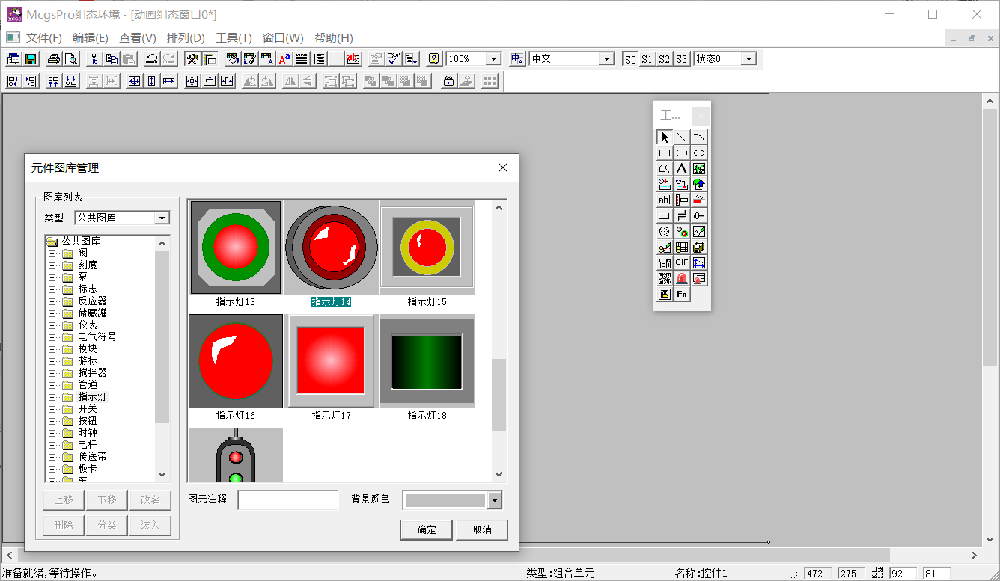 McgsPro组态环境 - [动画组态窗口0*]
文件(F) 编辑(E) 查看(V) 排列(D) 工具(T) 窗口(W) 帮助(H)
100% 中文 S0 S1 S2 S3 状态0
工...
元件图库管理
图库列表
类型 公共图库
公共图库
阀
刻度
泵
标志
反应器
储藏罐
仪表
电气符号
模块
游标
搅拌器
管道
指示灯
开关
按钮
时钟
电杆
传送带
板卡
车
上移 下移 改名
删除 分类 装入
指示灯13 指示灯14 指示灯15
指示灯16 指示灯17 指示灯18
图元注释 背景颜色
确定 取消
A
ab|
GIF
Fn
准备就绪,等待操作。 类型:组合单元 名称:控件1 472 275 92 81